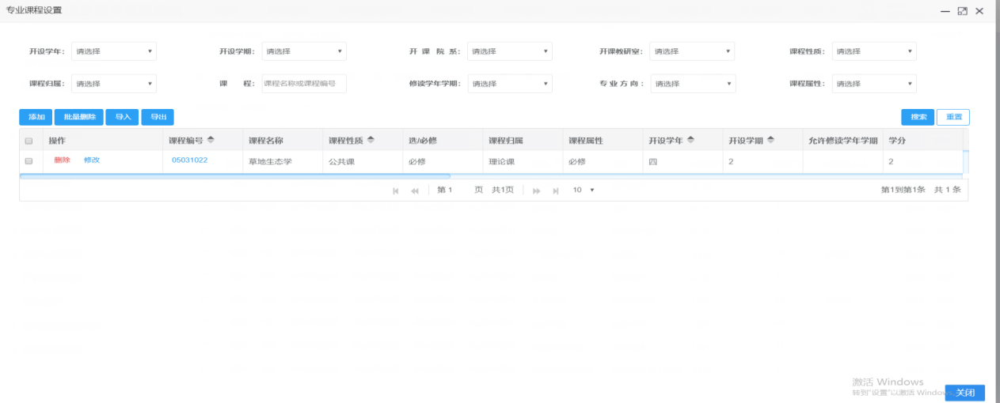 专业课程设置
开设学年： 请选择 开设学期： 请选择 开 课 院 系： 请选择 开课教研室： 请选择 课程性质： 请选择
课程归属： 请选择 课 程： 课程名称或课程编号 修读学年学期： 请选择 专 业 方 向： 请选择 课程属性： 请选择
添加 批量删除 导入 导出 搜索 重置
操作 课程编号 课程名称 课程性质 选/必修 课程归属 课程属性 开设学年 开设学期 允许修读学年学期 学分
删除 修改 05031022 草地生态学 公共课 必修 理论课 必修 四 2 2
第 1 页 共1页 10 第1到第1条 共 1 条
激活 Windows
转到"设置"以激活 Windows。
关闭